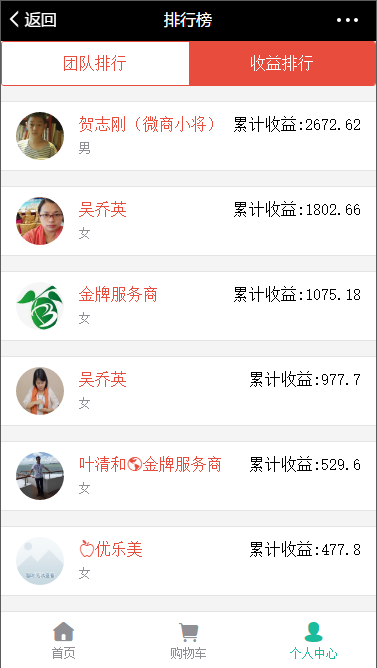 返回
排行榜
团队排行
收益排行
贺志刚（微商小将）
累计收益:2672.62
男
吴乔英
累计收益:1802.66
女
金牌服务商
累计收益:1075.18
女
吴乔英
累计收益:977.7
女
叶清和🌎金牌服务商
累计收益:529.6
女
🍎优乐美
累计收益:477.8
女
首页
购物车
个人中心